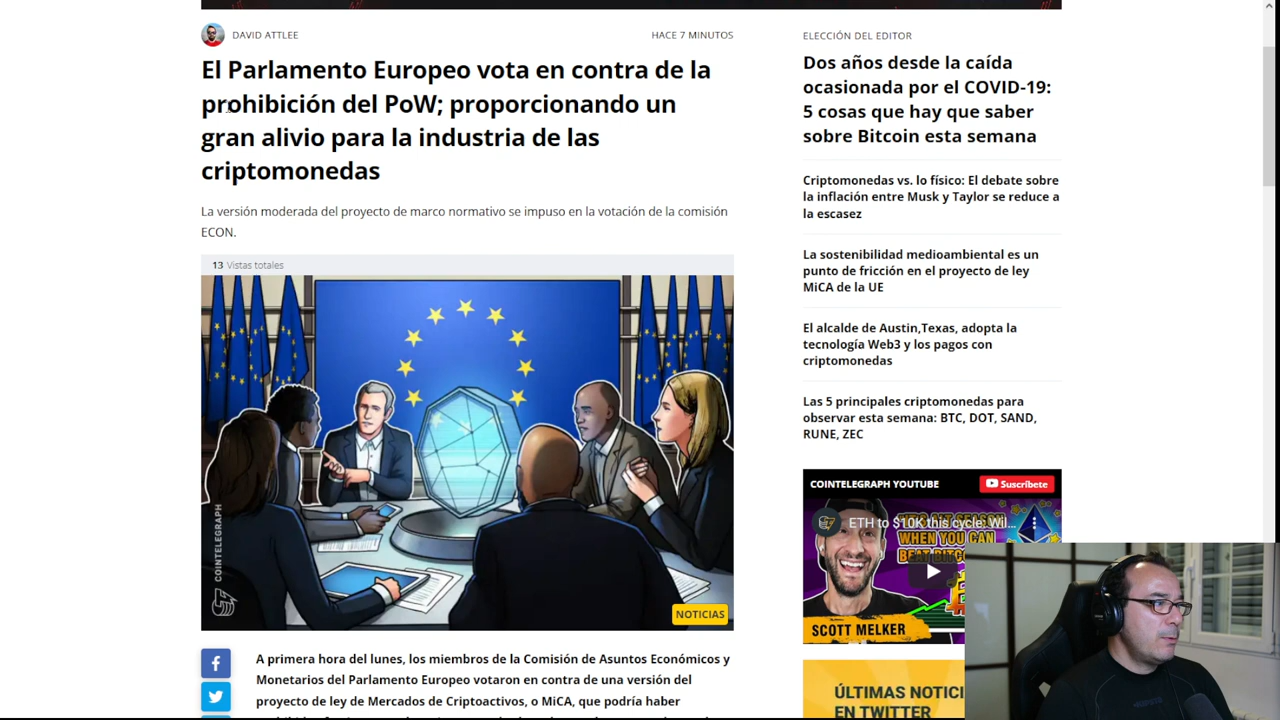 DAVID ATTLEE
HACE 7 MINUTOS
El Parlamento Europeo vota en contra de la
prohibición del PoW; proporcionando un
gran alivio para la industria de las
criptomonedas
La versión moderada del proyecto de marco normativo se impuso en la votación de la comisión
ECON.
13 Vistas totales
COINTELEGRAPH
NOTICIAS
A primera hora del lunes, los miembros de la Comisión de Asuntos Económicos y
Monetarios del Parlamento Europeo votaron en contra de una versión del
proyecto de ley de Mercados de Criptoactivos, o MiCA, que podría haber
ELECCIÓN DEL EDITOR
Dos años desde la caída
ocasionada por el COVID-19:
5 cosas que hay que saber
sobre Bitcoin esta semana
Criptomonedas vs. lo físico: El debate sobre
la inflación entre Musk y Taylor se reduce a
la escasez
La sostenibilidad medioambiental es un
punto de fricción en el proyecto de ley
MiCA de la UE
El alcalde de Austin,Texas, adopta la
tecnología Web3 y los pagos con
criptomonedas
Las 5 principales criptomonedas para
observar esta semana: BTC, DOT, SAND,
RUNE, ZEC
COINTELEGRAPH YOUTUBE
Suscríbete
ETH to $10K this cycle: Wil...
WHEN YOU CAN
BEAT BITC
SCOTT MELKER
ÚLTIMAS NOTICI
EN TWITTER